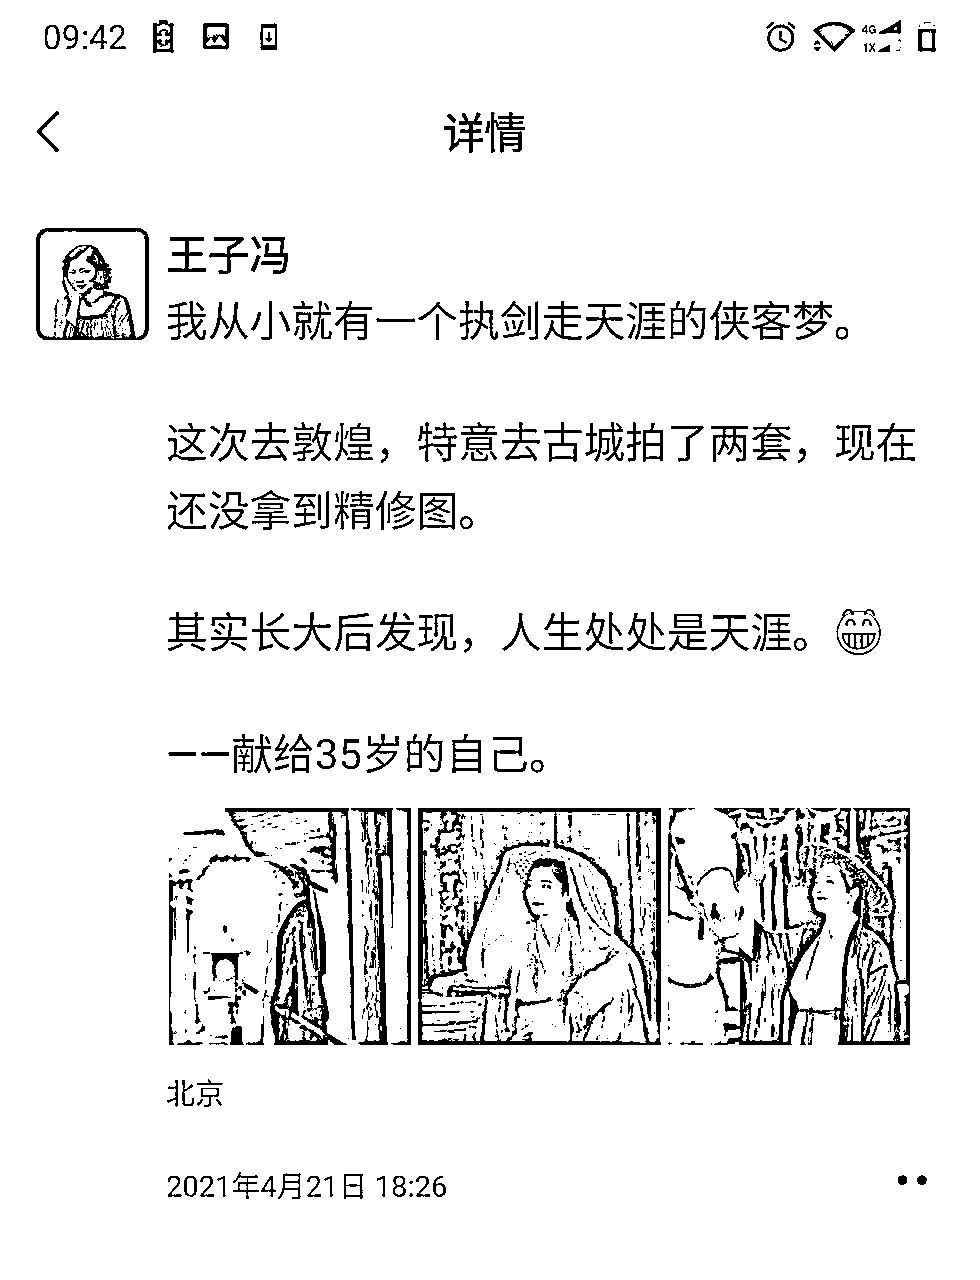 09:42
4G
1X
详情
王子冯
我从小就有一个执剑走天涯的侠客梦。
这次去敦煌，特意去古城拍了两套，现在
还没拿到精修图。
其实长大后发现，人生处处是天涯。😁
——献给35岁的自己。
北京
2021年4月21日 18:26